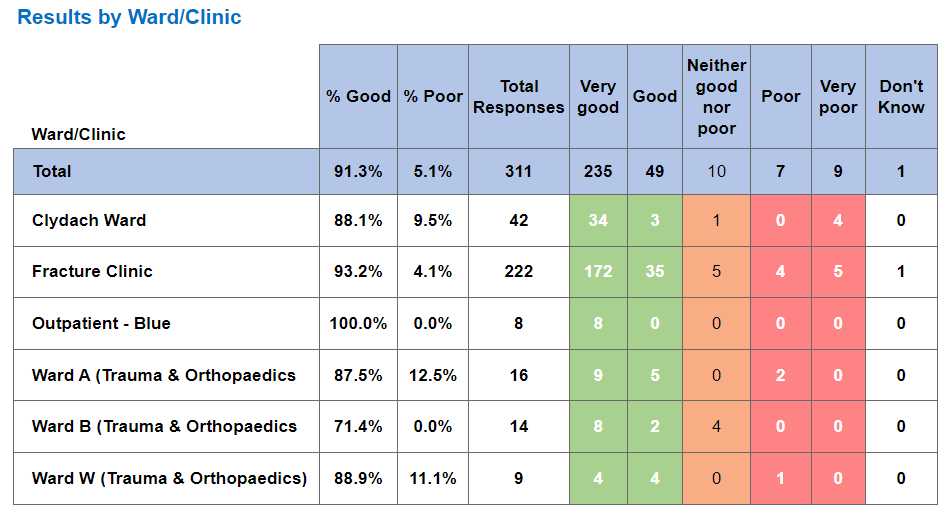 Results by Ward/Clinic
Ward/Clinic % Good % Poor Total Responses Very good Good Neither good nor poor Poor Very poor Don't Know
Total 91.3% 5.1% 311 235 49 10 7 9 1
Clydach Ward 88.1% 9.5% 42 34 3 1 0 4 0
Fracture Clinic 93.2% 4.1% 222 172 35 5 4 5 1
Outpatient - Blue 100.0% 0.0% 8 8 0 0 0 0 0
Ward A (Trauma & Orthopaedics 87.5% 12.5% 16 9 5 0 2 0 0
Ward B (Trauma & Orthopaedics 71.4% 0.0% 14 8 2 4 0 0 0
Ward W (Trauma & Orthopaedics) 88.9% 11.1% 9 4 4 0 1 0 0